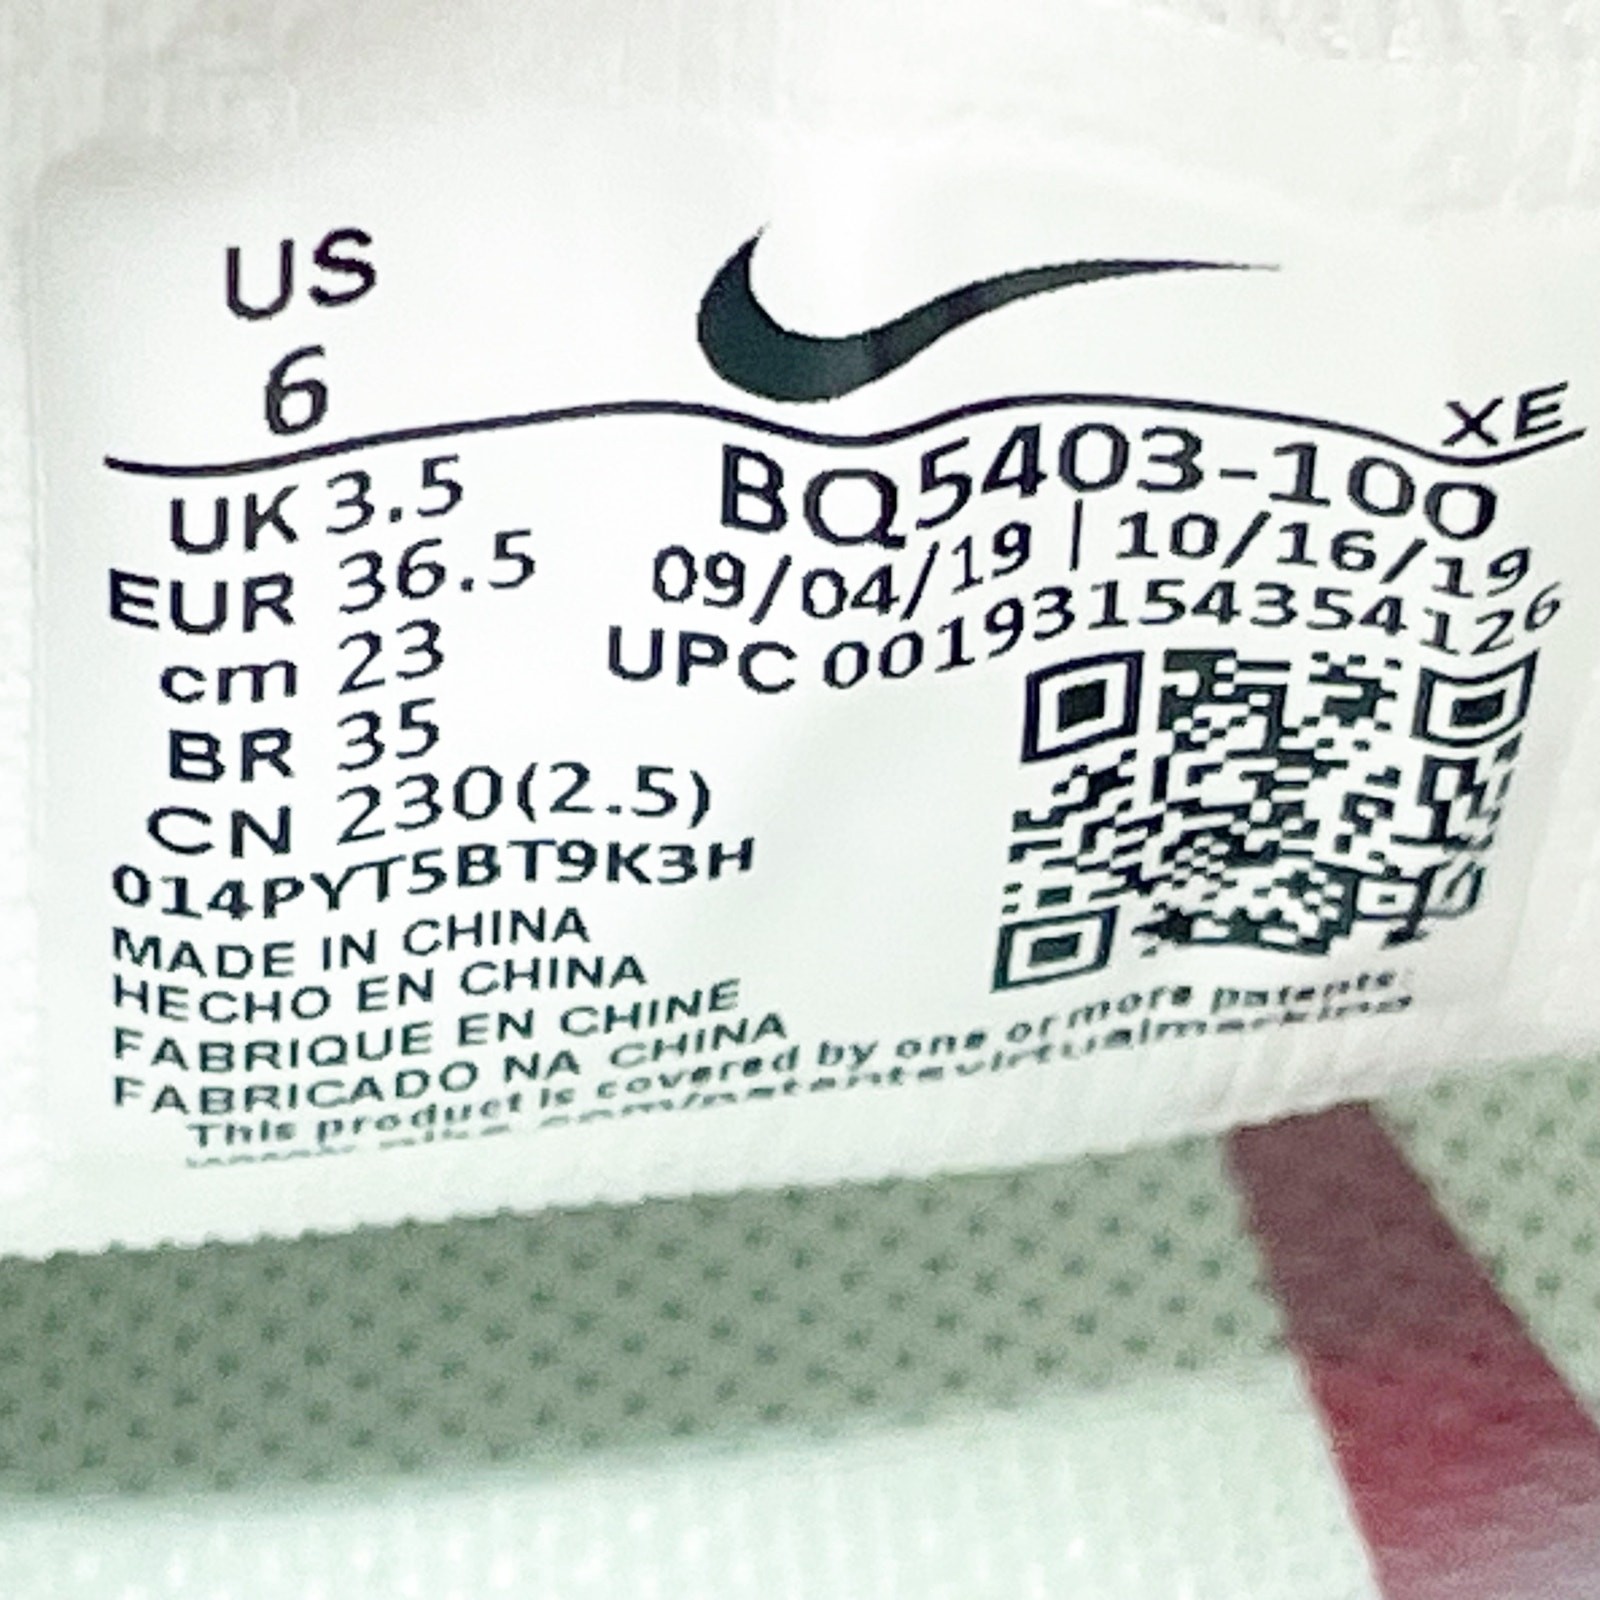 US
6
XE
UK 3.5
EUR 36.5
cm 23
BR 35
CN 230(2.5)
BQ5403-100
09/04/19 | 10/16/19
UPC 00193154354126
014PYT5BT9K3H
MADE IN CHINA
HECHO EN CHINA
FABRIQUE EN CHINE
FABRICADO NA CHINA
This product is covered by one or more patents.